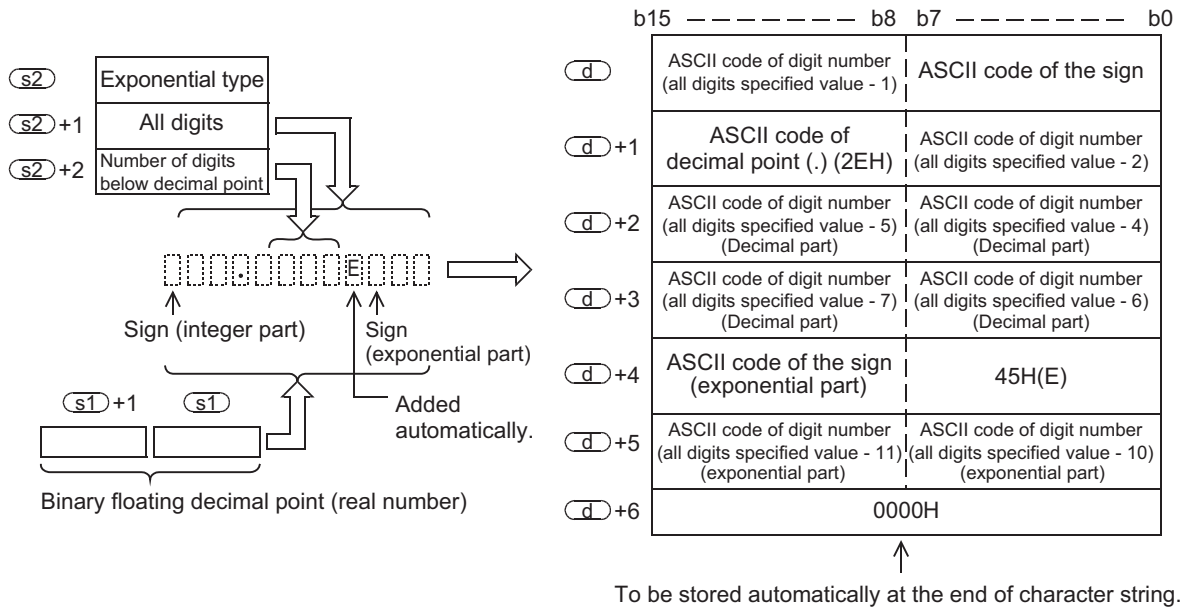 s2 Exponential type
s2 +1 All digits
s2 +2 Number of digits
below decimal point
. E
Sign (integer part)
Sign
(exponential part)
s1 +1 s1
Added
automatically.
Binary floating decimal point (real number)
b15 b8 b7 b0
d
ASCII code of digit number
(all digits specified value - 1)
ASCII code of the sign
d +1
ASCII code of
decimal point (.) (2EH)
ASCII code of digit number
(all digits specified value - 2)
d +2
ASCII code of digit number
(all digits specified value - 5)
(Decimal part)
ASCII code of digit number
(all digits specified value - 4)
(Decimal part)
d +3
ASCII code of digit number
(all digits specified value - 7)
(Decimal part)
ASCII code of digit number
(all digits specified value - 6)
(Decimal part)
d +4
ASCII code of the sign
(exponential part)
45H(E)
d +5
ASCII code of digit number
(all digits specified value - 11)
(exponential part)
ASCII code of digit number
(all digits specified value - 10)
(exponential part)
d +6
0000H
To be stored automatically at the end of character string.